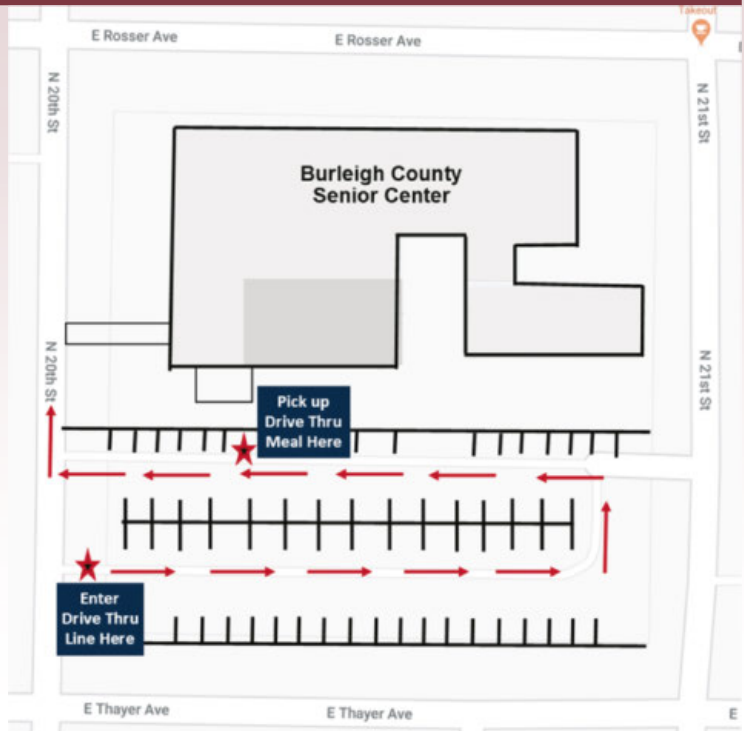 Takeout
E Rosser Ave
E Rosser Ave
N 20th St
N 21st St
Burleigh County
Senior Center
N 20th St
N 21st St
Pick up
Drive Thru
Meal Here
Enter
Drive Thru
Line Here
E Thayer Ave
E Thayer Ave
E